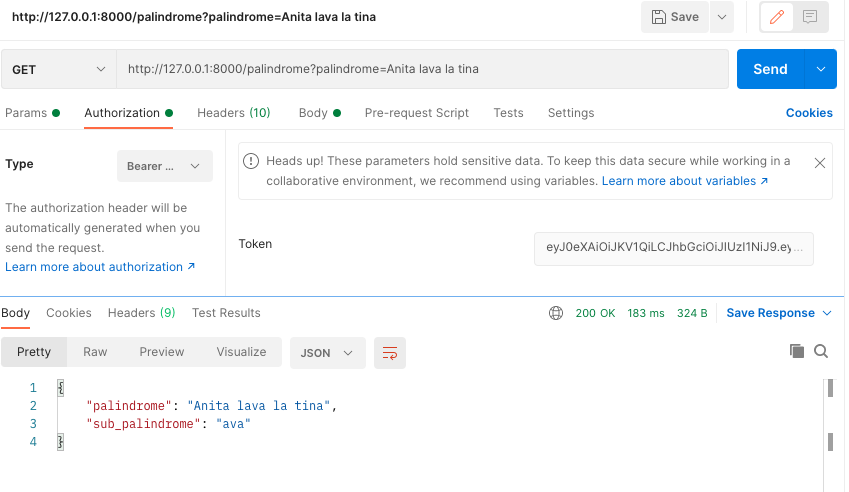 http://127.0.0.1:8000/palindrome?palindrome=Anita lava la tina
Save
GET
http://127.0.0.1:8000/palindrome?palindrome=Anita lava la tina
Send
Params
Authorization
Headers (10)
Body
Pre-request Script
Tests
Settings
Cookies
Type
Bearer ...
The authorization header will be
automatically generated when you
send the request.
Learn more about authorization ↗
Heads up! These parameters hold sensitive data. To keep this data secure while working in a
collaborative environment, we recommend using variables. Learn more about variables ↗
Token
eyJ0eXAiOiJKV1QiLCJhbGciOiJIUzI1NiJ9.ey...
Body
Cookies
Headers (9)
Test Results
200 OK
183 ms
324 B
Save Response
Pretty
Raw
Preview
Visualize
JSON
1 {
2 "palindrome": "Anita lava la tina",
3 "sub_palindrome": "ava"
4 }